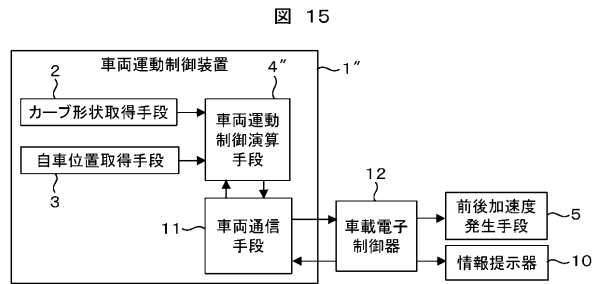 図 15
車両運動制御装置
1″
2
カーブ形状取得手段
4″
車両運動
制御演算
手段
自車位置取得手段
3
11
車両通信
手段
12
車載電子
制御器
前後加速度
発生手段
5
情報提示器
10